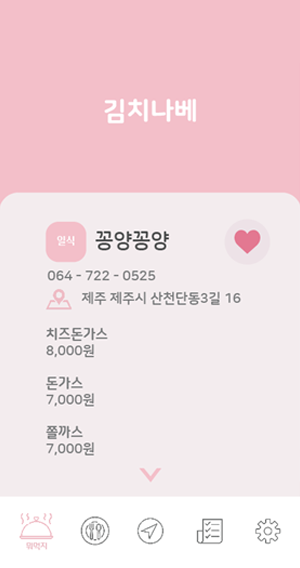 김치나베
일식
꽁양꽁양
064 - 722 - 0525
제주 제주시 산천단동3길 16
치즈돈가스
8,000원
돈가스
7,000원
쫄까스
7,000원
뭐먹지